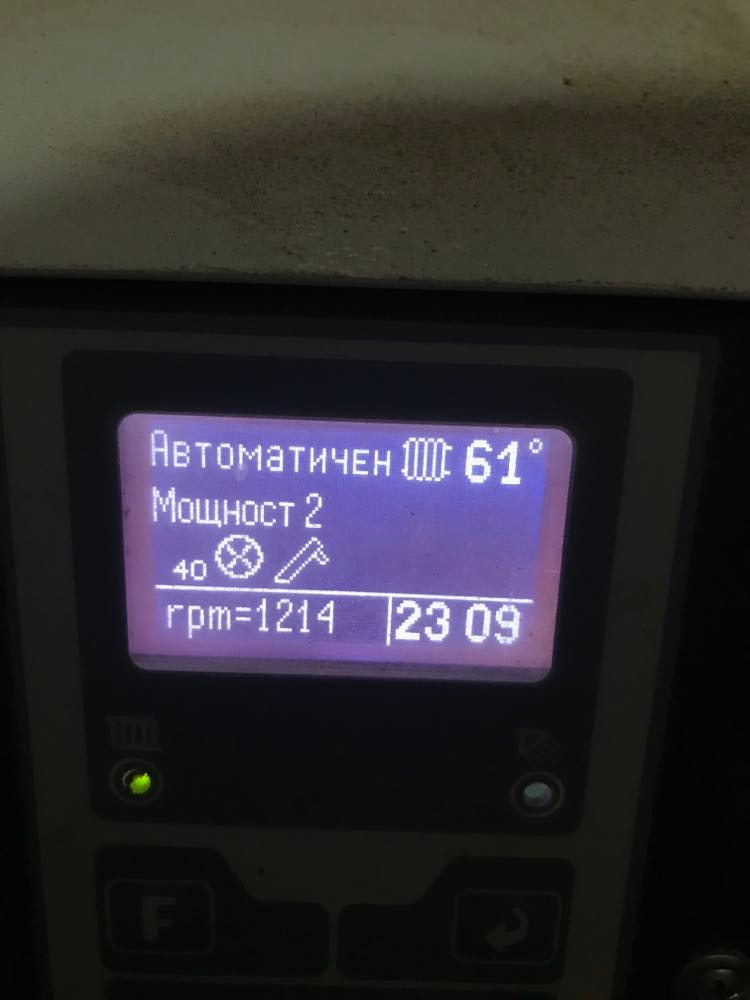 Автоматичен 61°
Мощност 2
40
rpm=1214 23 09
F